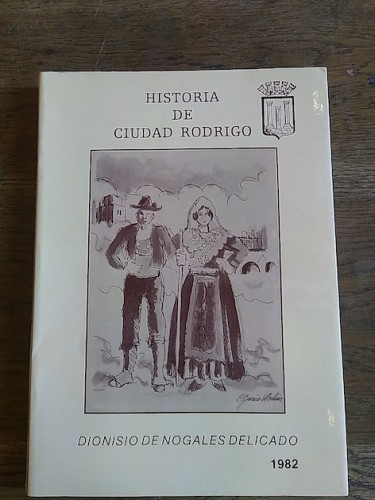 HISTORIA
DE
CIUDAD RODRIGO
DIONISIO DE NOGALES DELICADO
1982